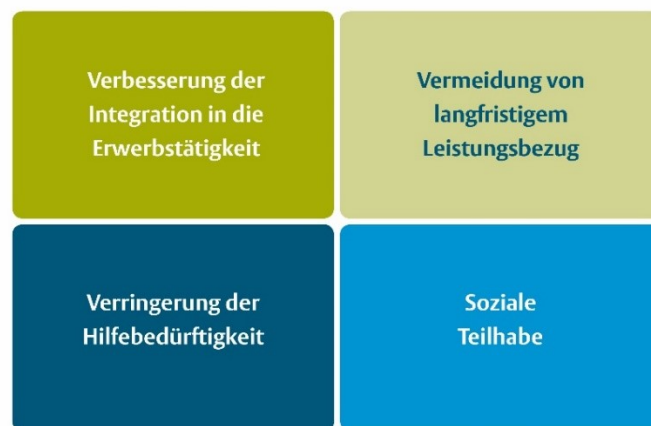 Verbesserung der
Integration in die
Erwerbstätigkeit
Vermeidung von
langfristigem
Leistungsbezug
Verringerung der
Hilfebedürftigkeit
Soziale
Teilhabe